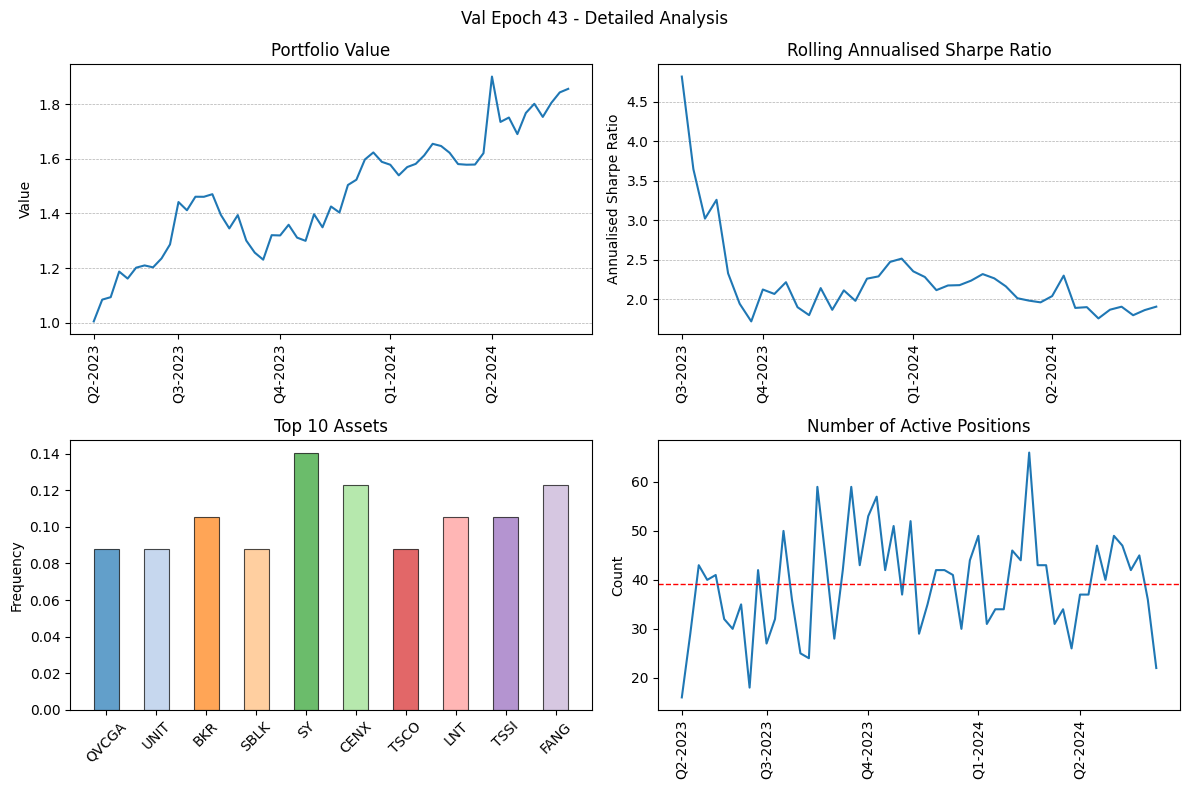 Val Epoch 43 - Detailed Analysis
Portfolio Value
Value
1.8
1.6
1.4
1.2
1.0
Q2-2023
Q3-2023
Q4-2023
Q1-2024
Q2-2024
Rolling Annualised Sharpe Ratio
Annualised Sharpe Ratio
4.5
4.0
3.5
3.0
2.5
2.0
Q3-2023
Q4-2023
Q1-2024
Q2-2024
Top 10 Assets
Frequency
0.14
0.12
0.10
0.08
0.06
0.04
0.02
0.00
QVCGA
UNIT
BKR
SBLK
SY
CENX
TSCO
LNT
TSSI
FANG
Number of Active Positions
Count
60
50
40
30
20
Q2-2023
Q3-2023
Q4-2023
Q1-2024
Q2-2024